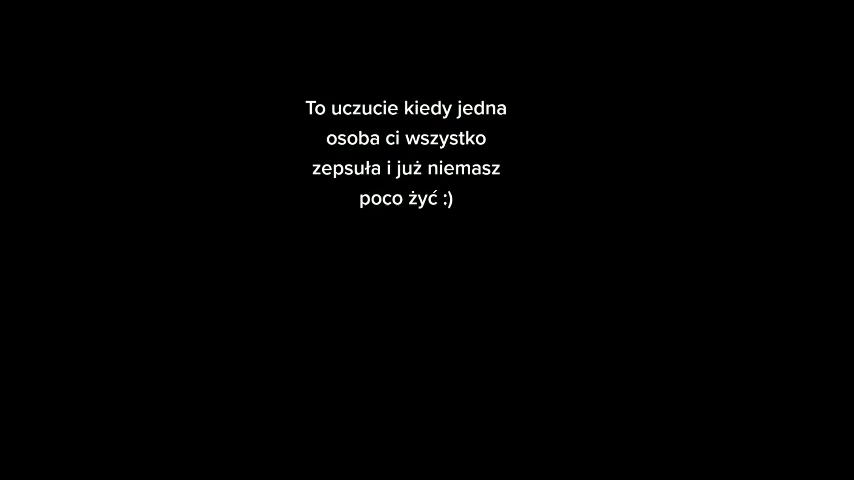 To uczucie kiedy jedna
osoba ci wszystko
zepsuła i już niemasz
poco żyć :)